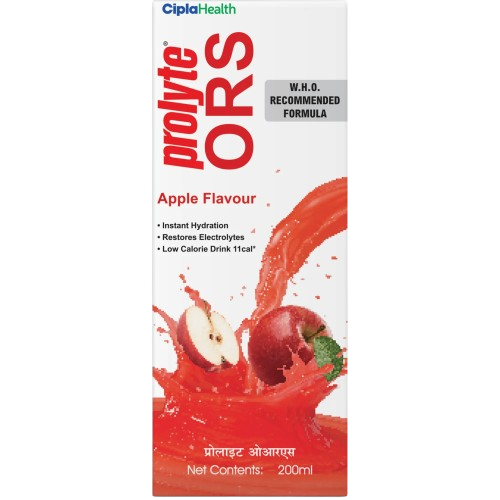 CiplaHealth
prolyte®
ORS
W.H.O.
RECOMMENDED
FORMULA
Apple Flavour
• Instant Hydration
• Restores Electrolytes
• Low Calorie Drink 11cal*
प्रोलाइट ओआरएस
Net Contents: 200ml